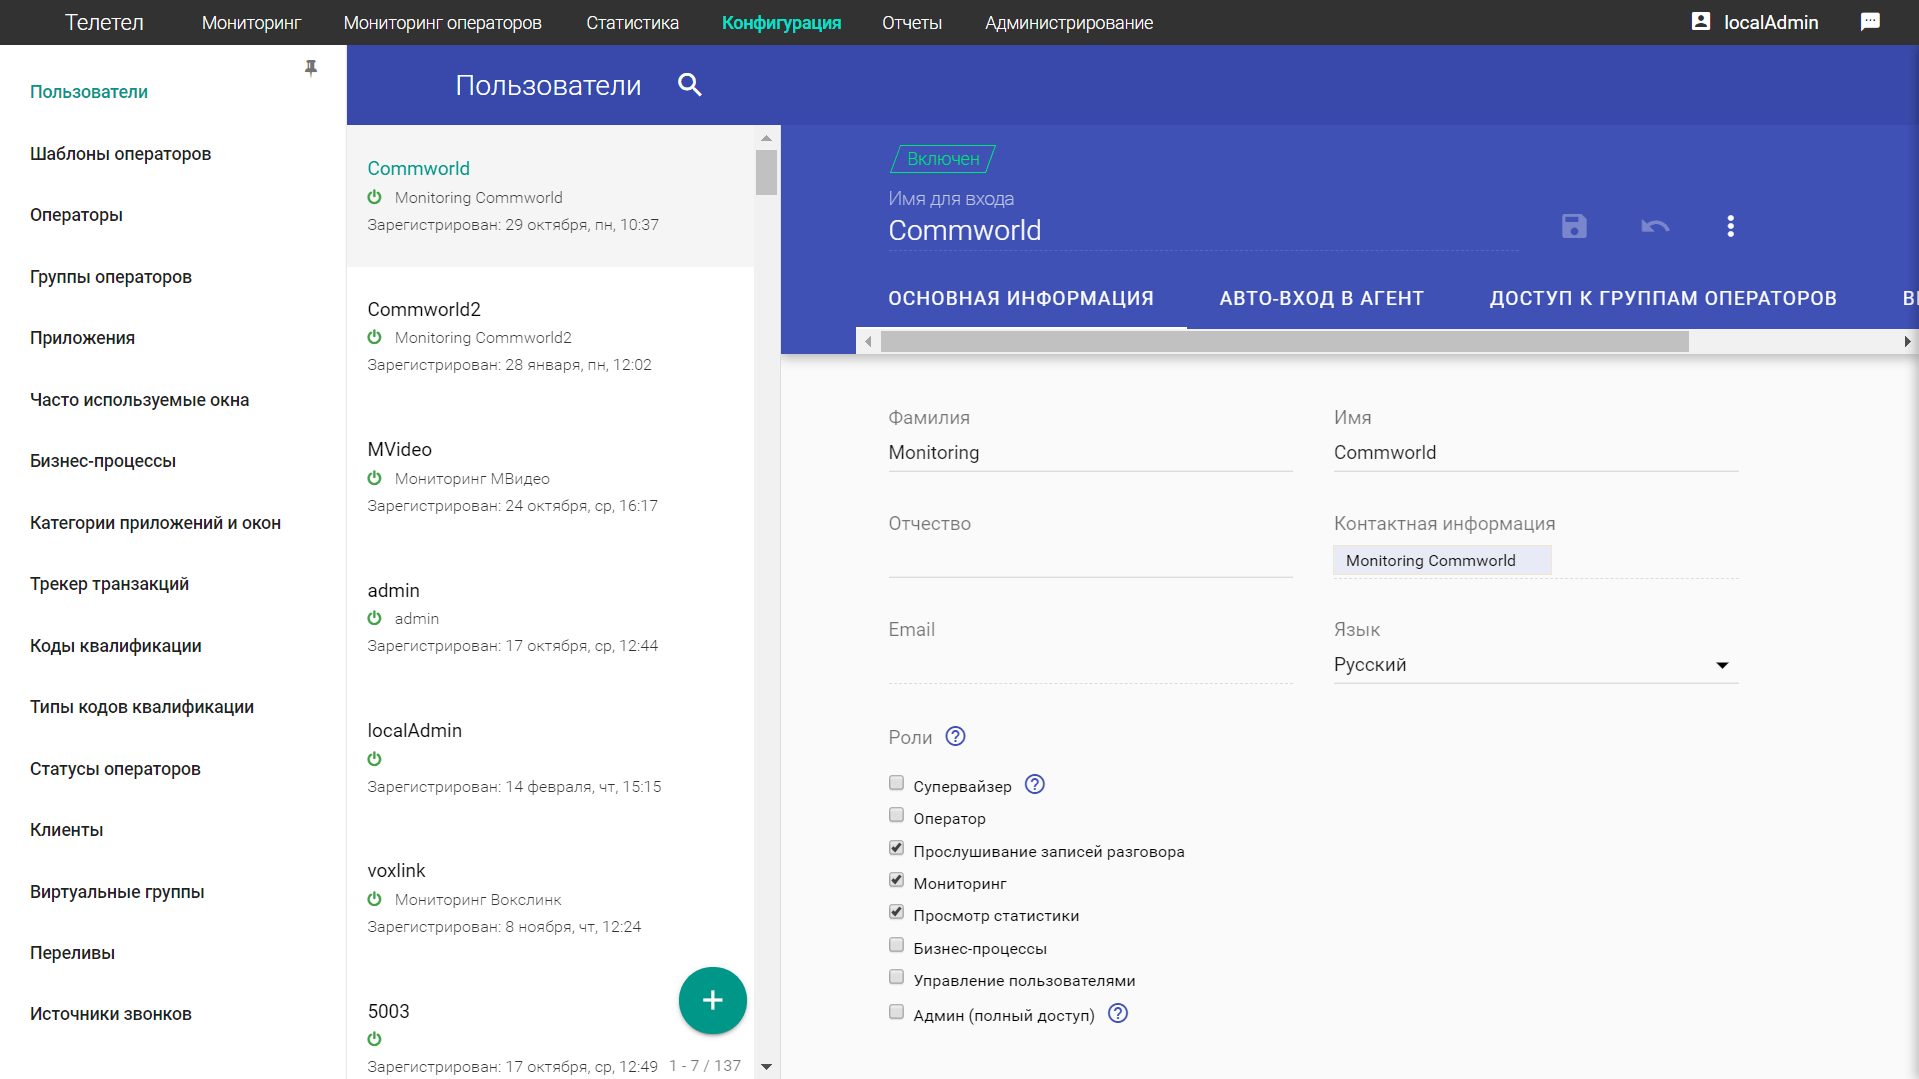 Телетел
Мониторинг
Мониторинг операторов
Статистика
Конфигурация
Отчеты
Администрирование
localAdmin
Пользователи
Шаблоны операторов
Операторы
Группы операторов
Приложения
Часто используемые окна
Бизнес-процессы
Категории приложений и окон
Трекер транзакций
Коды квалификации
Типы кодов квалификации
Статусы операторов
Клиенты
Виртуальные группы
Переливы
Источники звонков
Пользователи
Commworld
Monitoring Commworld
Зарегистрирован: 29 октября, пн, 10:37
Commworld2
Monitoring Commworld2
Зарегистрирован: 28 января, пн, 12:02
MVideo
Мониторинг МВидео
Зарегистрирован: 24 октября, ср, 16:17
admin
admin
Зарегистрирован: 17 октября, ср, 12:44
localAdmin
Зарегистрирован: 14 февраля, чт, 15:15
voxlink
Мониторинг Вокслинк
Зарегистрирован: 8 ноября, чт, 12:24
5003
Зарегистрирован: 17 октября, ср, 12:49
1 - 7 / 137
Включен
Имя для входа
Commworld
ОСНОВНАЯ ИНФОРМАЦИЯ
АВТО-ВХОД В АГЕНТ
ДОСТУП К ГРУППАМ ОПЕРАТОРОВ
Фамилия
Monitoring
Имя
Commworld
Отчество
Контактная информация
Monitoring Commworld
Email
Язык
Русский
Роли
Супервайзер
Оператор
Прослушивание записей разговора
Мониторинг
Просмотр статистики
Бизнес-процессы
Управление пользователями
Админ (полный доступ)